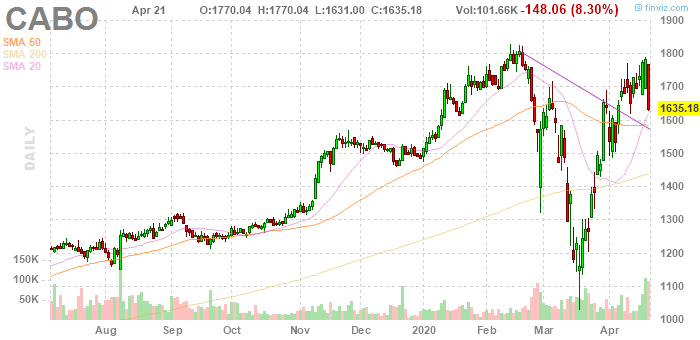 CABO
Apr 21 O:1770.04 H:1770.04 L:1631.00 C:1635.18 Vol:101.66K -148.06 (8.30%)
© finviz.com
SMA 50
SMA 200
SMA 20
DAILY
1900
1800
1700
1635.18
1600
1500
1400
1300
1200
1100
1000
150K
100K
50K
Aug Sep Oct Nov Dec 2020 Feb Mar Apr